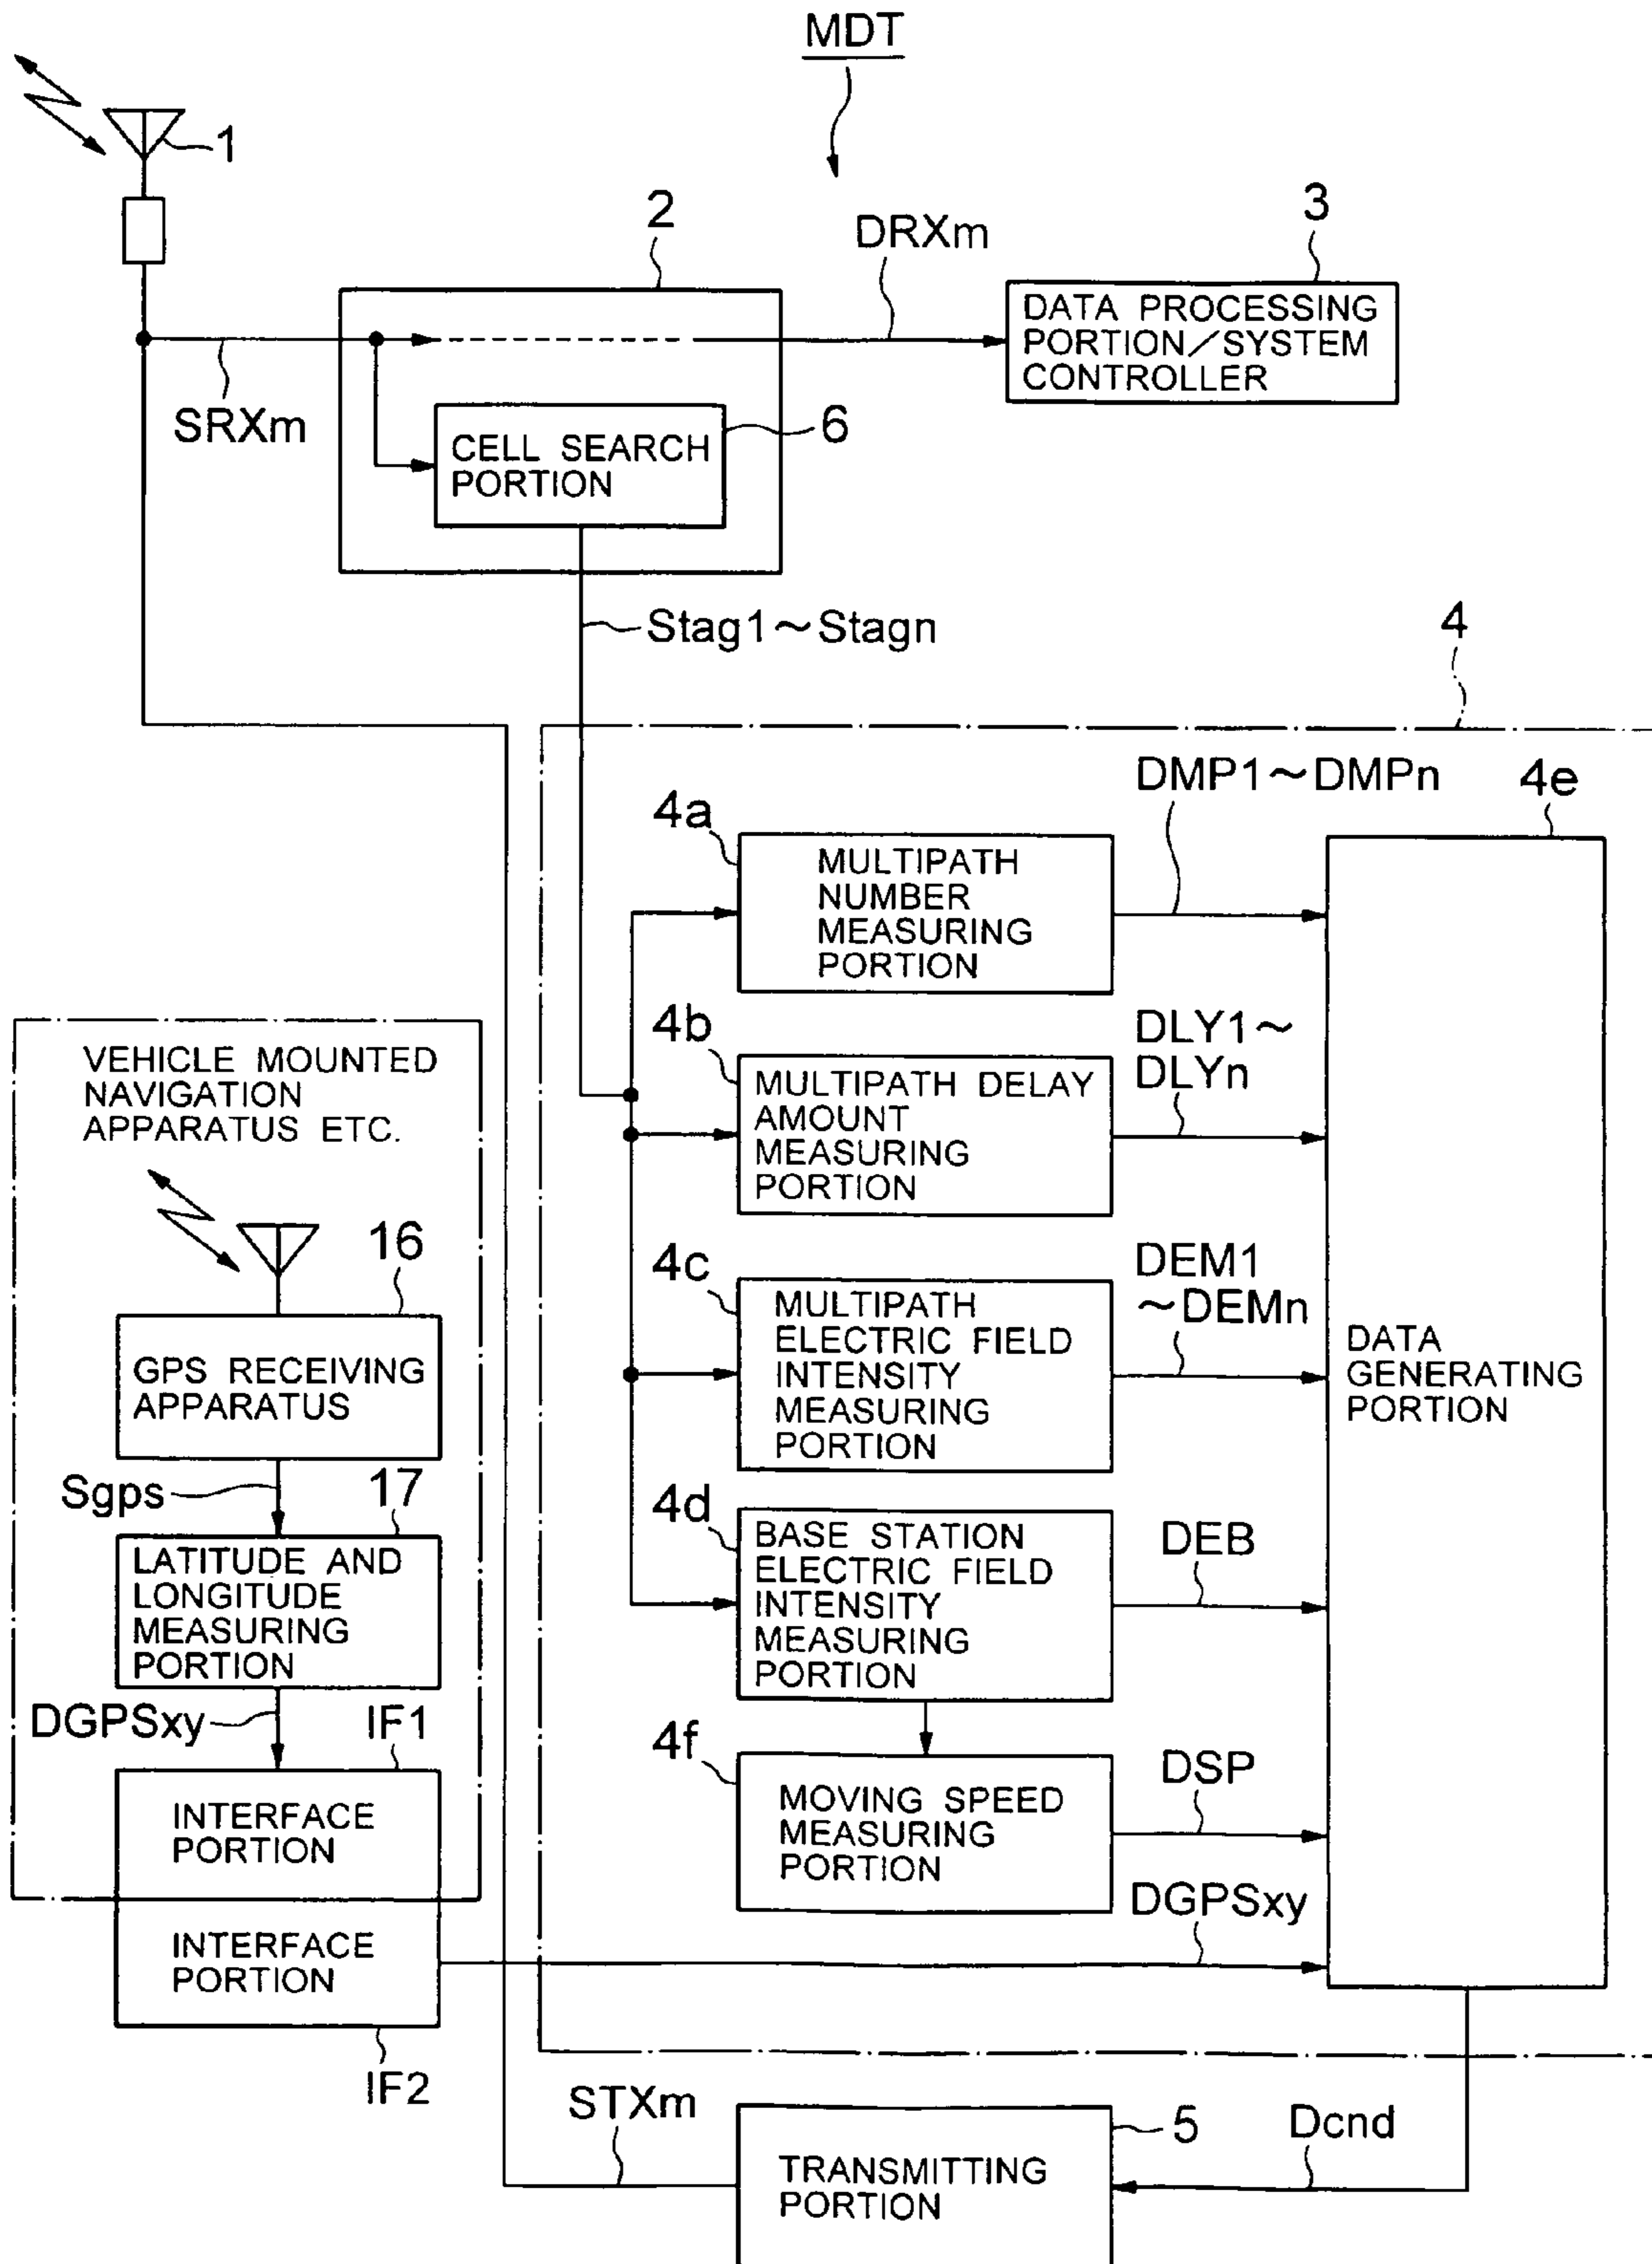 MDT
1
2
DRXm
3
DATA PROCESSING
PORTION/SYSTEM
CONTROLLER
SRXm
CELL SEARCH
PORTION
6
Stag1~Stagn
4
DMP1~DMPn
4e
4a
MULTIPATH
NUMBER
MEASURING
PORTION
4b
DLY1~
DLYn
MULTIPATH DELAY
AMOUNT
MEASURING
PORTION
VEHICLE MOUNTED
NAVIGATION
APPARATUS ETC.
16
4c
DEM1
~DEMn
MULTIPATH
ELECTRIC FIELD
INTENSITY
MEASURING
PORTION
DATA
GENERATING
PORTION
GPS RECEIVING
APPARATUS
Sgps
17
4d
BASE STATION
ELECTRIC FIELD
INTENSITY
MEASURING
PORTION
DEB
LATITUDE AND
LONGITUDE
MEASURING
PORTION
DGPSxy
IF1
4f
DSP
MOVING SPEED
MEASURING
PORTION
INTERFACE
PORTION
DGPSxy
INTERFACE
PORTION
IF2
STXm
5
Dcnd
TRANSMITTING
PORTION